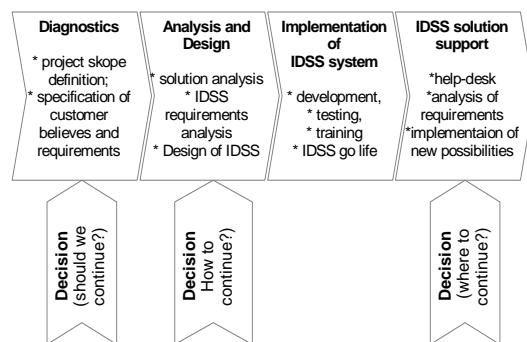 Diagnostics
* project skope
definition;
* specification of
customer
believes and
requirements
Analysis and
Design
* solution analysis
* IDSS
requirements
analysis
* Design of IDSS
Implementation
of
IDSS system
* development,
* testing,
* training
* IDSS go life
IDSS solution
support
*help-desk
*analysis of
requirements
*implementaion of
new possibilities
Decision
(should we
continue?)
Decision
How to
continue?)
Decision
(where to
continue?)